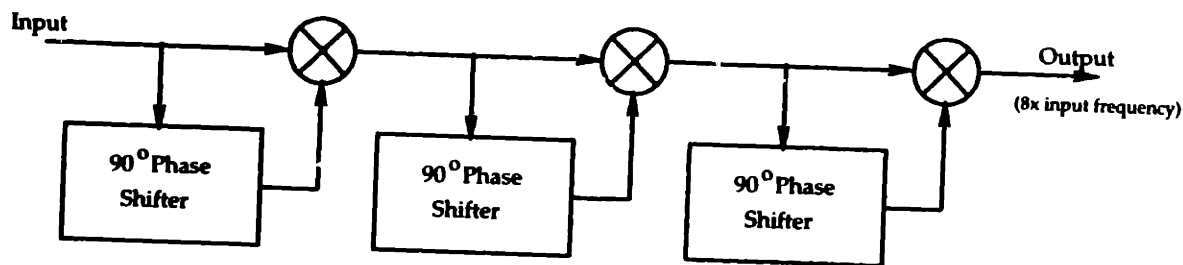 Input
90° Phase
Shifter
90° Phase
Shifter
90° Phase
Shifter
Output
(8x input frequency)